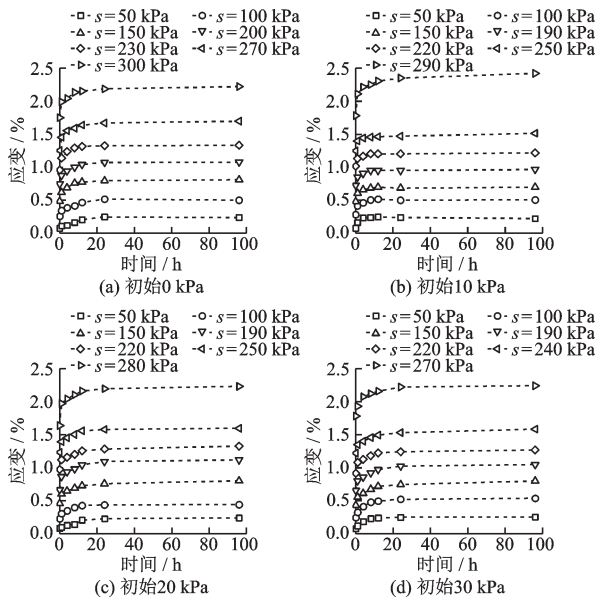 s=50 kPa s=100 kPa
s=150 kPa s=200 kPa
s=230 kPa s=270 kPa
s=300 kPa
2.5
2.0
1.5
1.0
0.5
0.0
应变 / %
0 20 40 60 80 100
时间 / h
(a) 初始0 kPa
s=50 kPa s=100 kPa
s=150 kPa s=190 kPa
s=220 kPa s=250 kPa
s=290 kPa
2.5
2.0
1.5
1.0
0.5
0.0
应变 / %
0 20 40 60 80 100
时间 / h
(b) 初始10 kPa
s=50 kPa s=100 kPa
s=150 kPa s=190 kPa
s=220 kPa s=250 kPa
s=280 kPa
2.5
2.0
1.5
1.0
0.5
0.0
应变 / %
0 20 40 60 80 100
时间 / h
(c) 初始20 kPa
s=50 kPa s=100 kPa
s=150 kPa s=190 kPa
s=220 kPa s=240 kPa
s=270 kPa
2.5
2.0
1.5
1.0
0.5
0.0
应变 / %
0 20 40 60 80 100
时间 / h
(d) 初始30 kPa